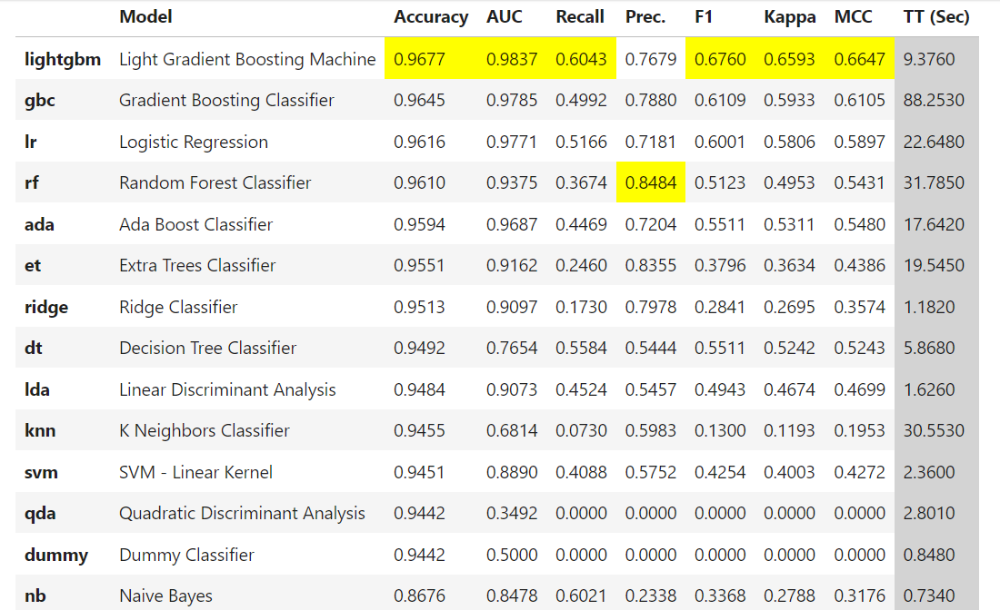 Model Accuracy AUC Recall Prec. F1 Kappa MCC TT (Sec)
lightgbm Light Gradient Boosting Machine 0.9677 0.9837 0.6043 0.7679 0.6760 0.6593 0.6647 9.3760
gbc Gradient Boosting Classifier 0.9645 0.9785 0.4992 0.7880 0.6109 0.5933 0.6105 88.2530
lr Logistic Regression 0.9616 0.9771 0.5166 0.7181 0.6001 0.5806 0.5897 22.6480
rf Random Forest Classifier 0.9610 0.9375 0.3674 0.8484 0.5123 0.4953 0.5431 31.7850
ada Ada Boost Classifier 0.9594 0.9687 0.4469 0.7204 0.5511 0.5311 0.5480 17.6420
et Extra Trees Classifier 0.9551 0.9162 0.2460 0.8355 0.3796 0.3634 0.4386 19.5450
ridge Ridge Classifier 0.9513 0.9097 0.1730 0.7978 0.2841 0.2695 0.3574 1.1820
dt Decision Tree Classifier 0.9492 0.7654 0.5584 0.5444 0.5511 0.5242 0.5243 5.8680
lda Linear Discriminant Analysis 0.9484 0.9073 0.4524 0.5457 0.4943 0.4674 0.4699 1.6260
knn K Neighbors Classifier 0.9455 0.6814 0.0730 0.5983 0.1300 0.1193 0.1953 30.5530
svm SVM - Linear Kernel 0.9451 0.8890 0.4088 0.5752 0.4254 0.4003 0.4272 2.3600
qda Quadratic Discriminant Analysis 0.9442 0.3492 0.0000 0.0000 0.0000 0.0000 0.0000 2.8010
dummy Dummy Classifier 0.9442 0.5000 0.0000 0.0000 0.0000 0.0000 0.0000 0.8480
nb Naive Bayes 0.8676 0.8478 0.6021 0.2338 0.3368 0.2788 0.3176 0.7340